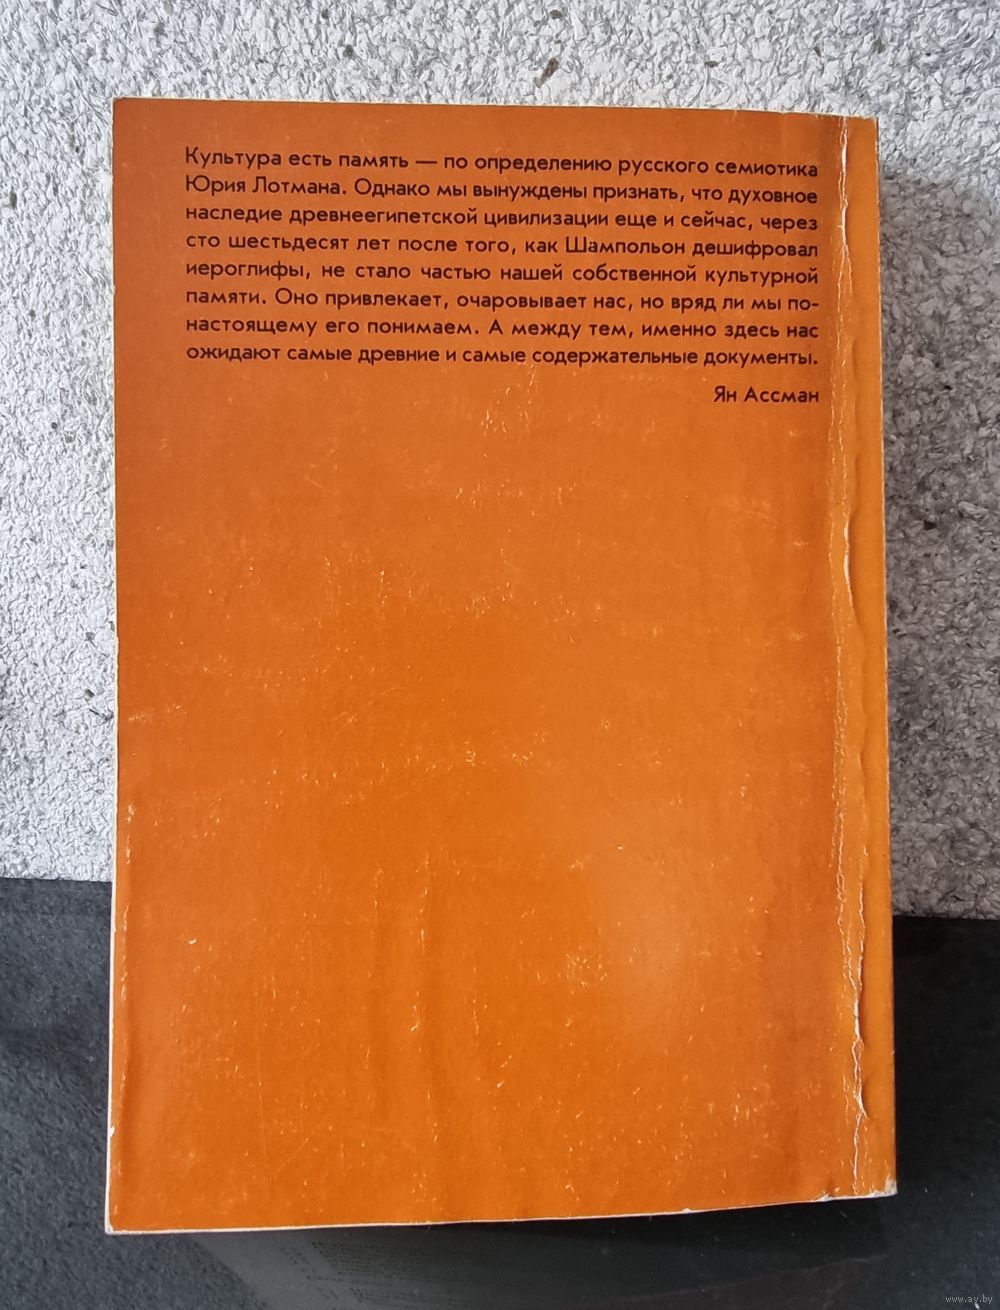 Культура есть память — по определению русского семиотика
Юрия Лотмана. Однако мы вынуждены признать, что духовное
наследие древнеегипетской цивилизации еще и сейчас, через
сто шестьдесят лет после того, как Шампольон дешифровал
иероглифы, не стало частью нашей собственной культурной
памяти. Оно привлекает, очаровывает нас, но вряд ли мы по-
настоящему его понимаем. А между тем, именно здесь нас
ожидают самые древние и самые содержательные документы.
Ян Ассман
www.ay.by